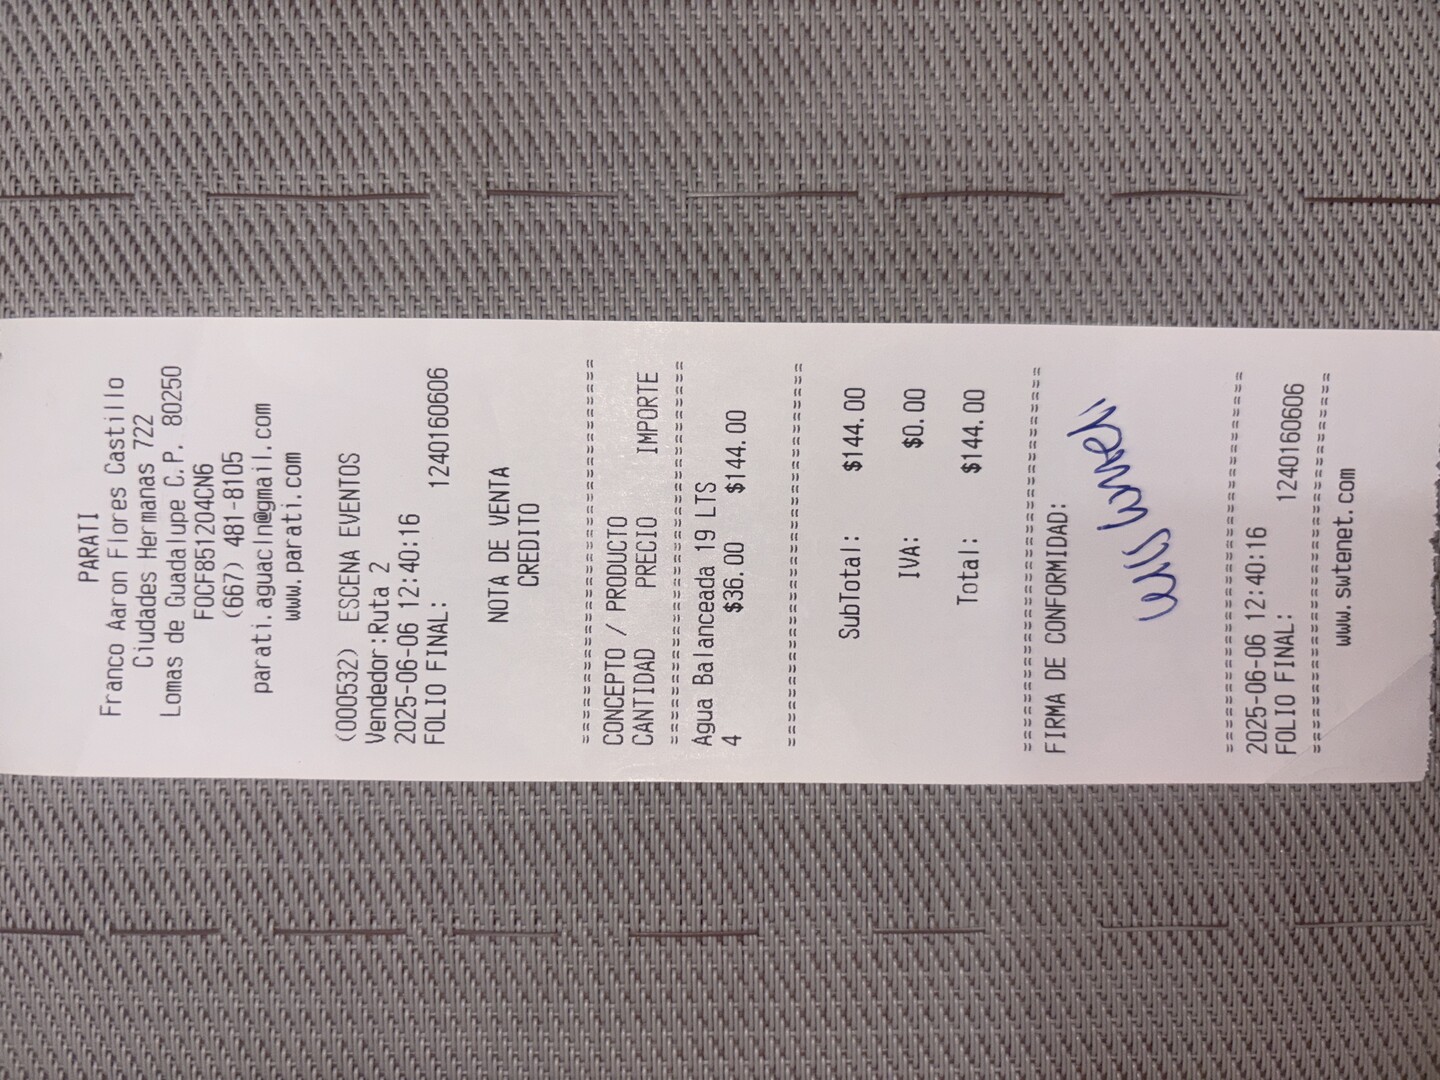 PARATI
Franco Aaron Flores Castillo
Ciudades Hermanas 722
Lomas de Guadalupe C.P. 80250
FOCF851204CN6
(667) 481-8105
parati.aguacln@gmail.com
www.parati.com
(000532) ESCENA EVENTOS
Vendedor:Ruta 2
2025-06-06 12:40:16
FOLIO FINAL: 1240160606
NOTA DE VENTA
CREDITO
===============================
CONCEPTO / PRODUCTO
CANTIDAD PRECIO IMPORTE
===============================
Agua Balanceada 19 LTS
4 $36.00 $144.00
===============================
SubTotal: $144.00
IVA: $0.00
Total: $144.00
===============================
FIRMA DE CONFORMIDAD:
===============================
2025-06-06 12:40:16
FOLIO FINAL: 1240160606
===============================
www.swtenet.com